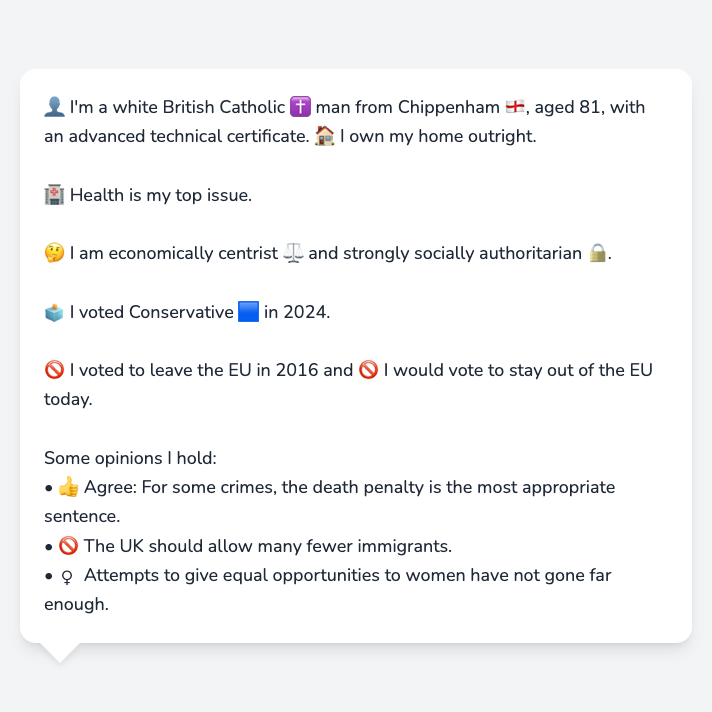 👤 I'm a white British Catholic ✝️ man from Chippenham 🏴󠁧󠁢󠁥󠁮󠁧󠁿, aged 81, with
an advanced technical certificate. 🏠 I own my home outright.
🏥 Health is my top issue.
🤔 I am economically centrist ⚖️ and strongly socially authoritarian 🔒.
🗳️ I voted Conservative 🟦 in 2024.
🚫 I voted to leave the EU in 2016 and 🚫 I would vote to stay out of the EU
today.
Some opinions I hold:
• 👍 Agree: For some crimes, the death penalty is the most appropriate
sentence.
• 🚫 The UK should allow many fewer immigrants.
• ♀ Attempts to give equal opportunities to women have not gone far
enough.